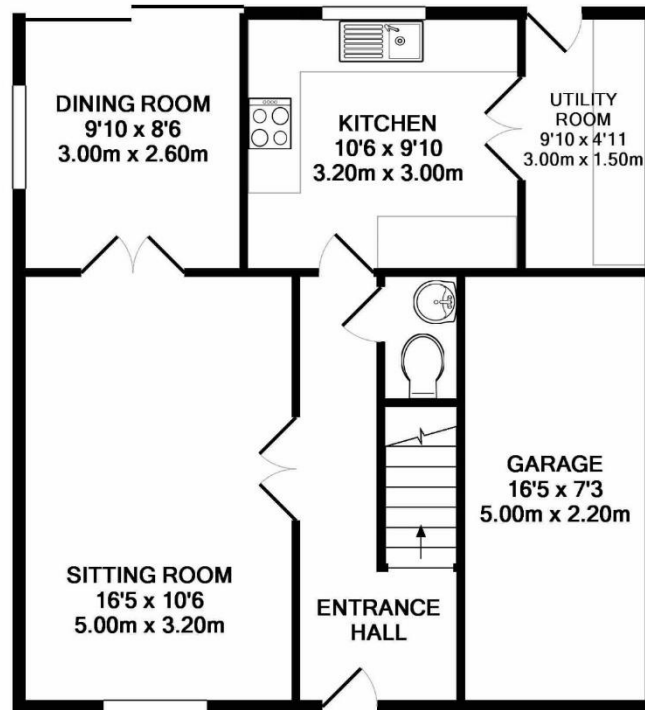 DINING ROOM
9'10 x 8'6
3.00m x 2.60m
KITCHEN
10'6 x 9'10
3.20m x 3.00m
UTILITY
ROOM
9'10 x 4'11
3.00m x 1.50m
SITTING ROOM
16'5 x 10'6
5.00m x 3.20m
ENTRANCE
HALL
GARAGE
16'5 x 7'3
5.00m x 2.20m